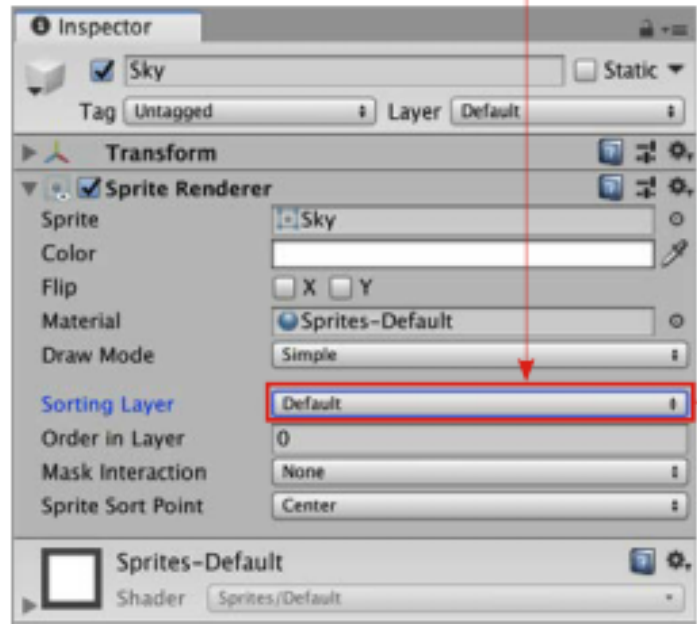 Inspector
Sky Static
Tag Untagged Layer Default
Transform
Sprite Renderer
Sprite Sky
Color
Flip X Y
Material Sprites-Default
Draw Mode Simple
Sorting Layer Default
Order in Layer 0
Mask Interaction None
Sprite Sort Point Center
Sprites-Default
Shader Sprites/Default